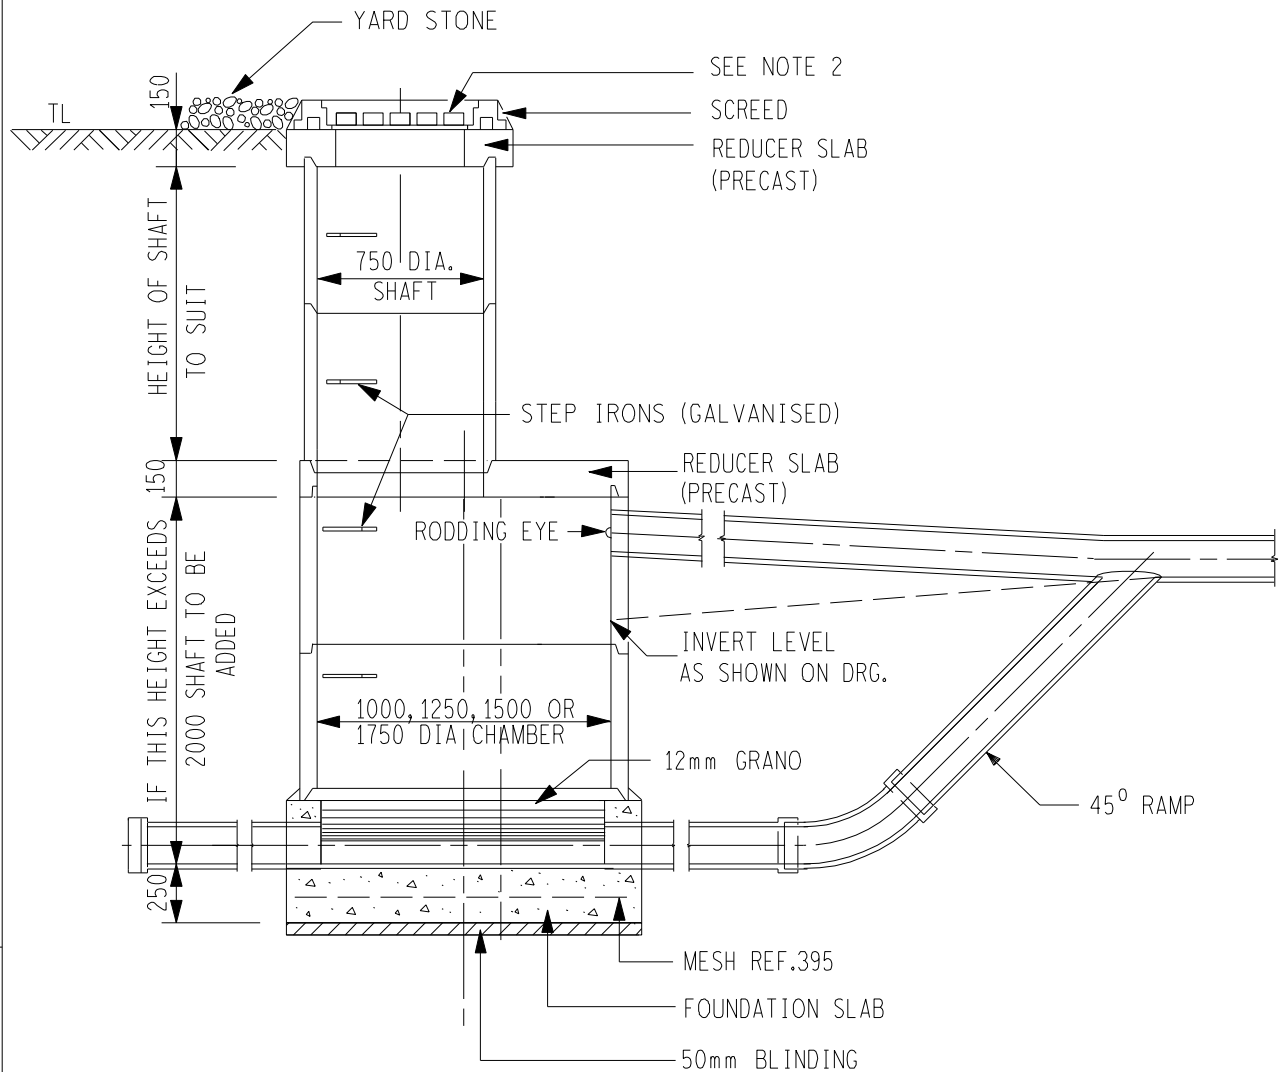 YARD STONE
SEE NOTE 2
SCREED
TL
150
REDUCER SLAB
(PRECAST)
HEIGHT OF SHAFT
TO SUIT
750 DIA.
SHAFT
STEP IRONS (GALVANISED)
150
REDUCER SLAB
(PRECAST)
RODDING EYE
IF THIS HEIGHT EXCEEDS
2000 SHAFT TO BE
ADDED
INVERT LEVEL
AS SHOWN ON DRG.
1000,1250,1500 OR
1750 DIA CHAMBER
12mm GRANO
45⁰ RAMP
250
MESH REF.395
FOUNDATION SLAB
50mm BLINDING